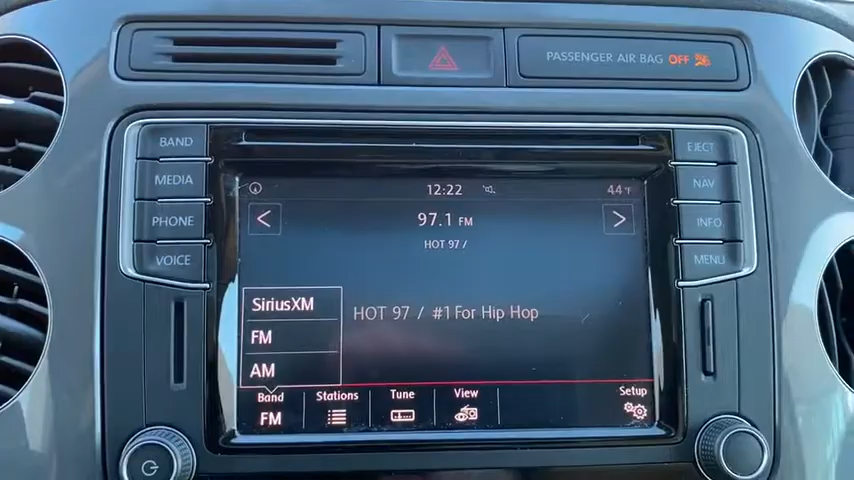 PASSENGER AIR BAG OFF
BAND
MEDIA
PHONE
VOICE
EJECT
NAV
INFO
MENU
12:22
44°F
97.1 FM
HOT 97 /
HOT 97 / #1 For Hip Hop
SiriusXM
FM
AM
Band
FM
Stations
Tune
View
Setup